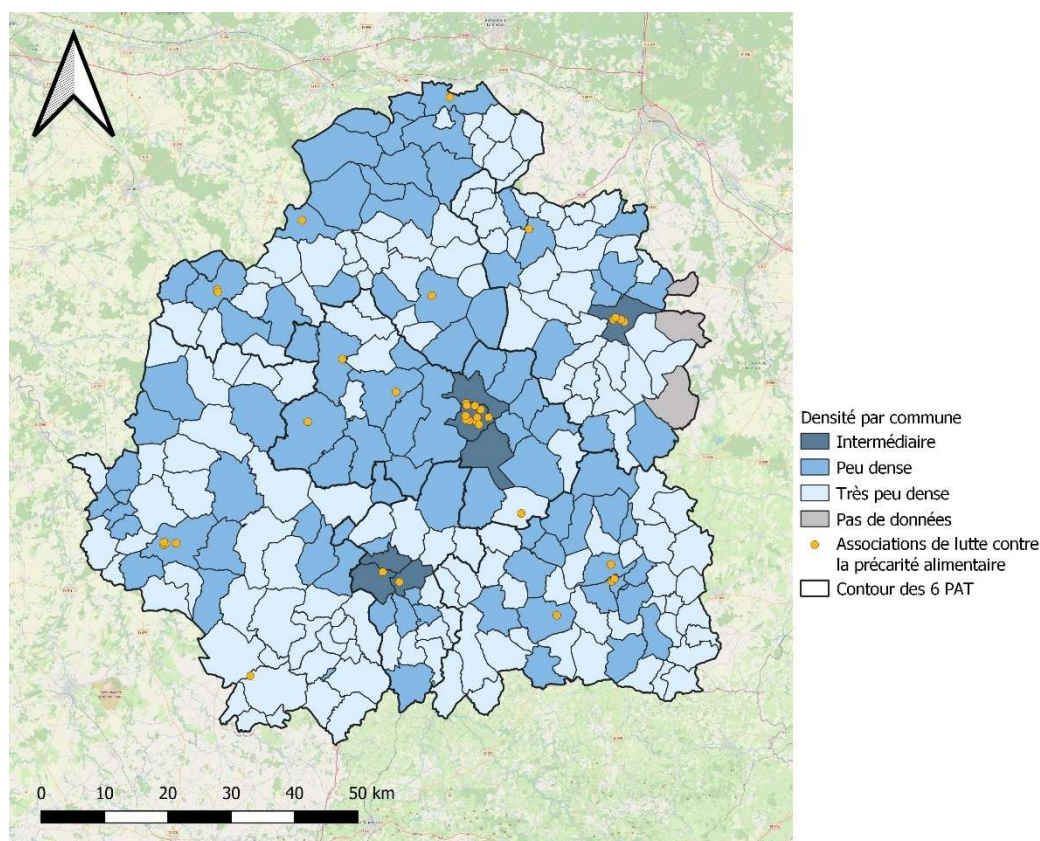 Densité par commune
Intermédiaire
Peu dense
Très peu dense
Pas de données
Associations de lutte contre
la précarité alimentaire
Contour des 6 PAT
0 10 20 30 40 50 km